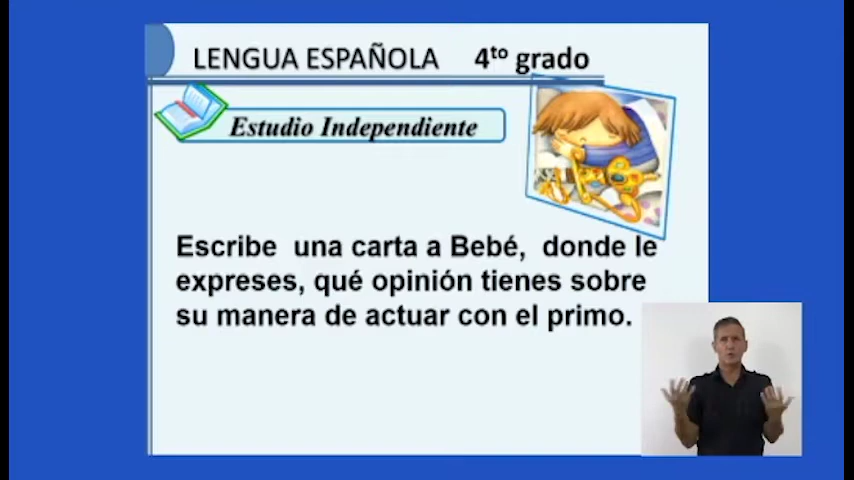 LENGUA ESPAÑOLA 4to grado
Estudio Independiente
Escribe una carta a Bebé, donde le
expreses, qué opinión tienes sobre
su manera de actuar con el primo.